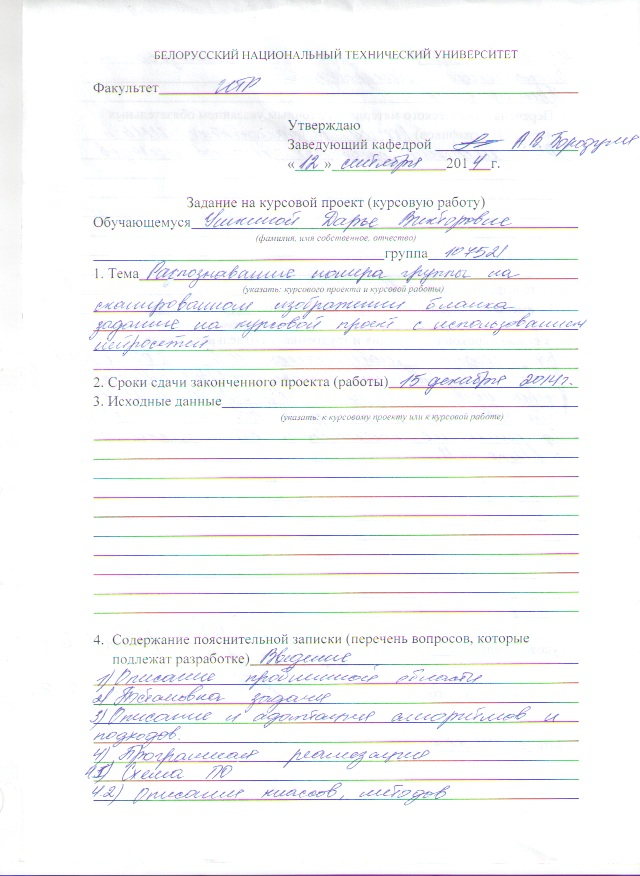 БЕЛОРУССКИЙ НАЦИОНАЛЬНЫЙ ТЕХНИЧЕСКИЙ УНИВЕРСИТЕТ
Факультет
Утверждаю
Заведующий кафедрой А.В. Бородуля
« 12 » сентября 2014 г.
Задание на курсовой проект (курсовую работу)
Обучающемуся Дарье Викторовне
(фамилия, имя собственное, отчество)
группа 107521
1. Тема Распознавание номера группы на
(указать: курсового проекта и курсовой работы)
сканированном изображении бланка
задание на курсовой проект с использованием
нейросетей
2. Сроки сдачи законченного проекта (работы) 15 декабря 2014г.
3. Исходные данные
(указать: к курсовому проекту или к курсовой работе)
4. Содержание пояснительной записки (перечень вопросов, которые
подлежат разработке) Введение
1) Описание проблемной области
2) Постановка задачи
3) Описание и адаптация алгоритмов и
подходов.
4) Программная реализация
4.1) Схема ПО
4.2) Описание классов, методов